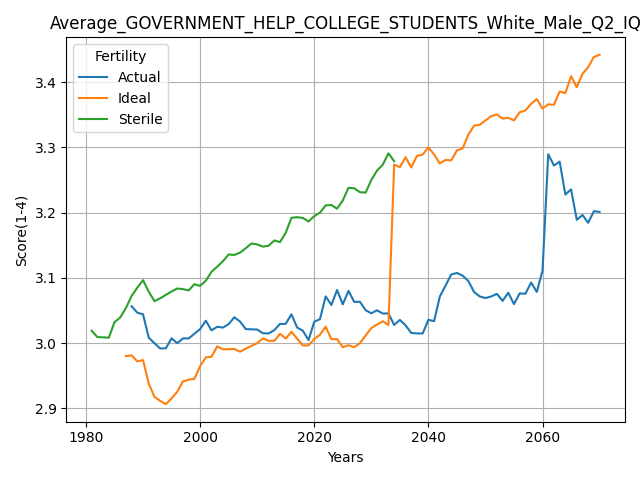 Average_GOVERNMENT_HELP_COLLEGE_STUDENTS_White_Male_Q2_IQ
Fertility
Actual
Ideal
Sterile
Score(1-4)
3.4
3.3
3.2
3.1
3.0
2.9
1980 2000 2020 2040 2060
Years